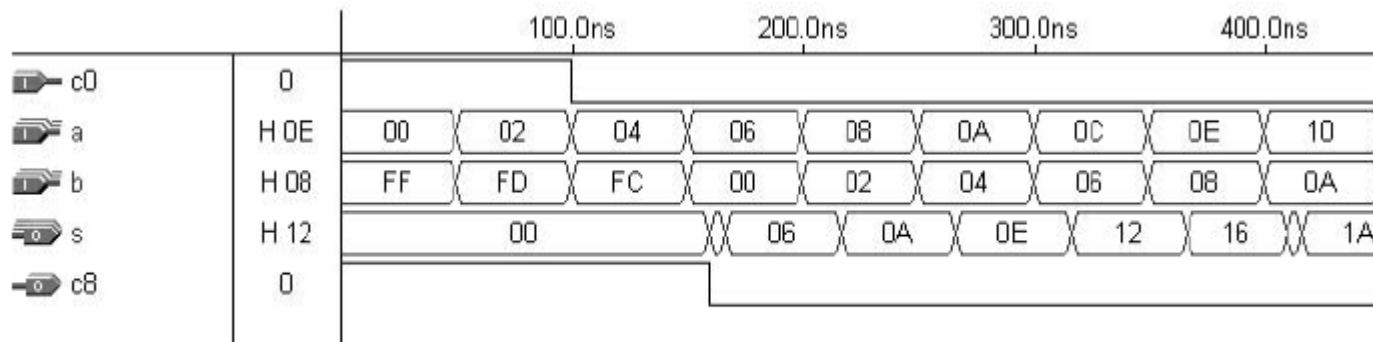 100.0ns 200.0ns 300.0ns 400.0ns
I c0 0
I a H 0E 00 02 04 06 08 0A 0C 0E 10
I b H 08 FF FD FC 00 02 04 06 08 0A
O s H 12 00 06 0A 0E 12 16 1A
O c8 0